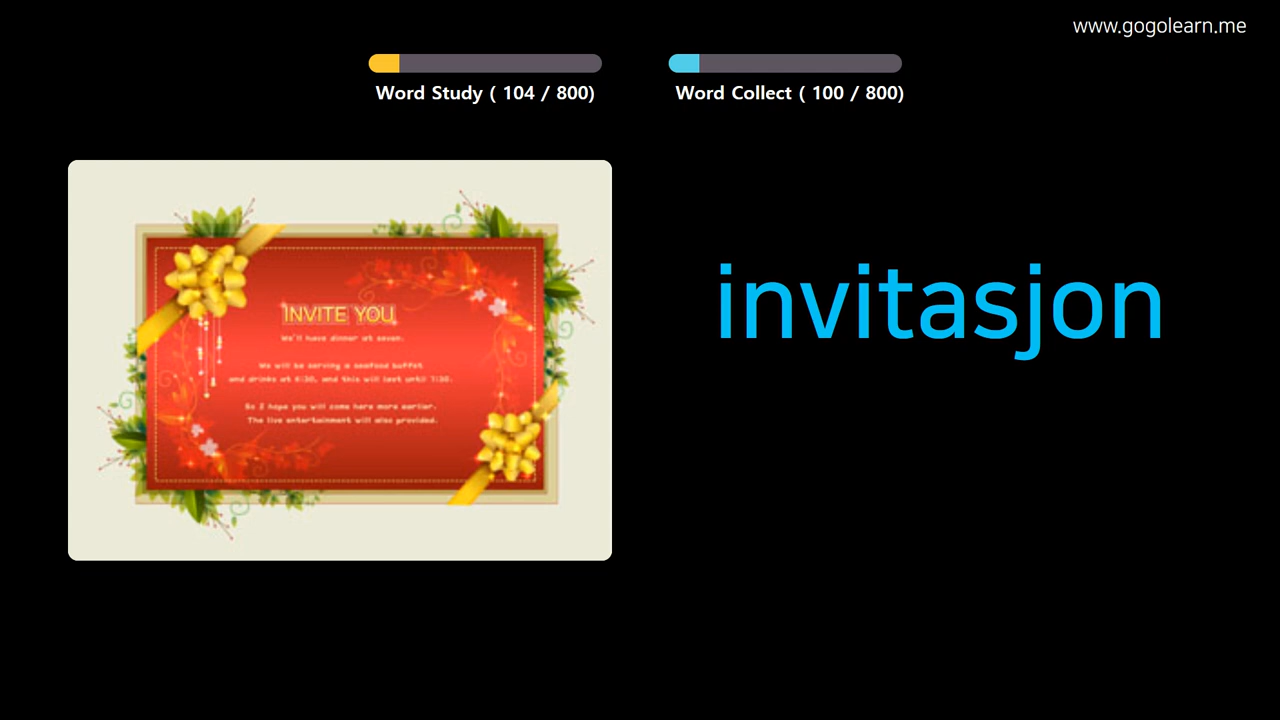 www.gogolearn.me
Word Study ( 104 / 800)
Word Collect ( 100 / 800)
INVITE YOU
We'll have dinner at seven.
We will be serving a seafood buffet
and drinks at 6:30, and this will last until 7:30.
So I hope you will come here more earlier.
The live entertainment will also provided.
invitasjon